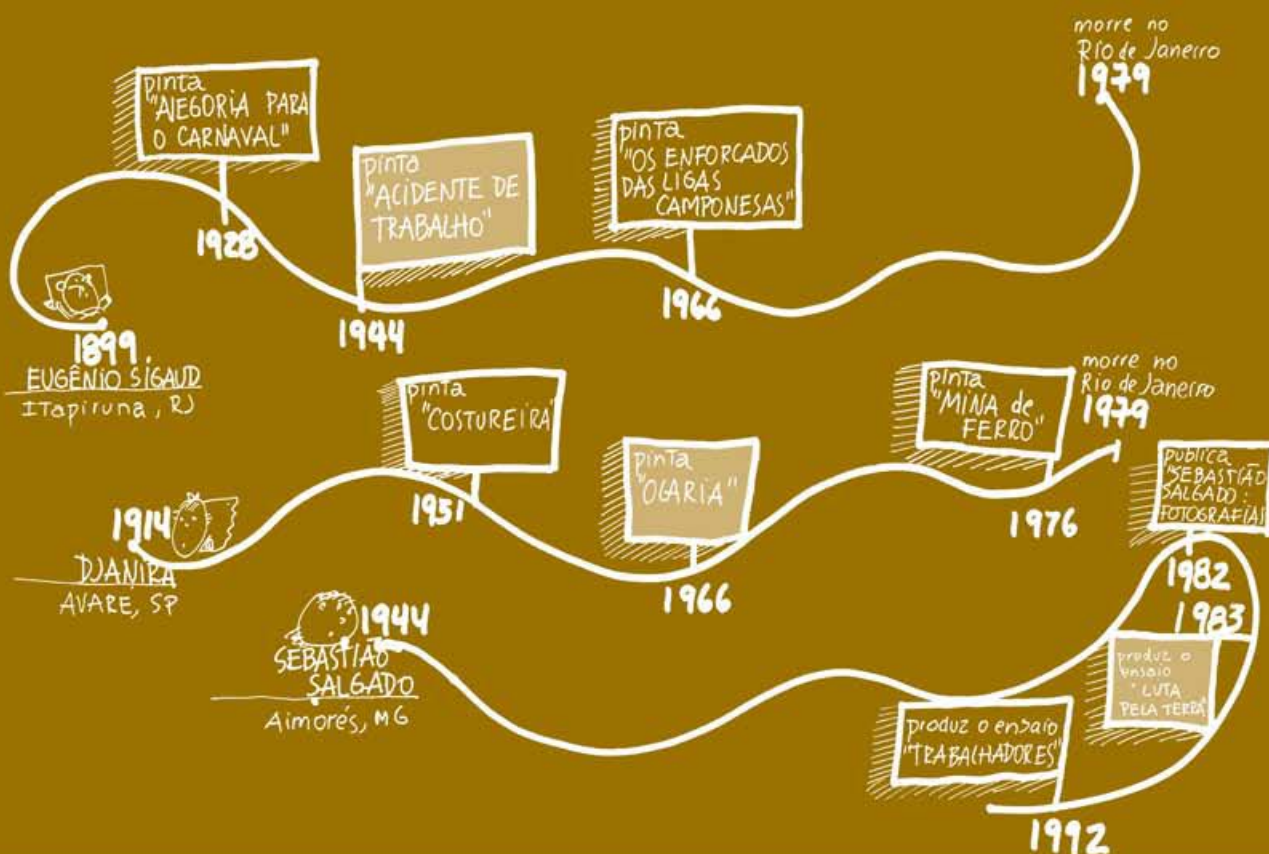 pinta
"ALEGORIA PARA
O CARNAVAL"
1928
pinta
"ACIDENTE DE
TRABALHO"
1944
pinta
"OS ENFORCADOS
DAS LIGAS
CAMPONESAS"
1966
morre no
Rio de Janeiro
1979
1899
EUGÊNIO SIGAUD
ITapiruna, RJ
pinta
"COSTUREIRA"
1951
pinta
"OLARIA"
1966
pinta
"MINA de
FERRO"
1976
morre no
Rio de Janeiro
1979
1914
DJANIRA
AVARE, SP
1944
SEBASTIÃO
SALGADO
Aimorés, MG
publica
"SEBASTIÃO
SALGADO:
FOTOGRAFIAS
1982
1983
produz o
ensaio
"LUTA
PELA TERRA"
produz o ensaio
"TRABALHADORES"
1992